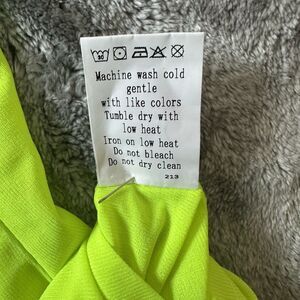 Machine wash cold
gentle
with like colors
Tumble dry with
low heat
Iron on low heat
Do not bleach
Do not dry clean
213